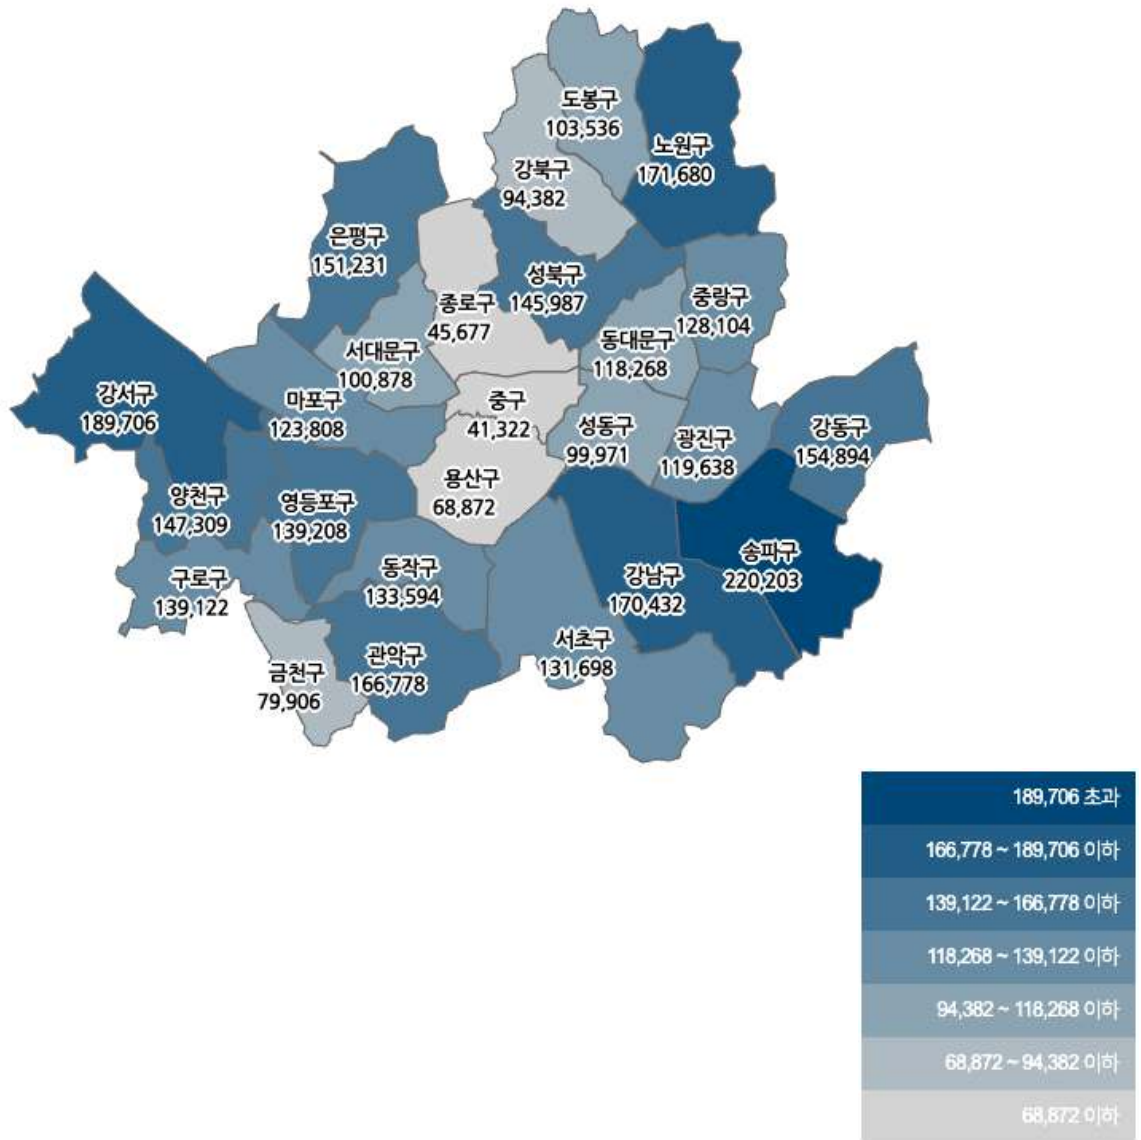 도봉구
103,536
노원구
171,680
강북구
94,382
은평구
151,231
성북구
145,987
중랑구
128,104
종로구
45,677
동대문구
118,268
서대문구
100,878
강서구
189,706
마포구
123,808
중구
41,322
성동구
99,971
광진구
119,638
강동구
154,894
양천구
147,309
영등포구
139,208
용산구
68,872
송파구
220,203
구로구
139,122
동작구
133,594
강남구
170,432
서초구
131,698
관악구
166,778
금천구
79,906
189,706 초과
166,778 ~ 189,706 이하
139,122 ~ 166,778 이하
118,268 ~ 139,122 이하
94,382 ~ 118,268 이하
68,872 ~ 94,382 이하
68,872 이하